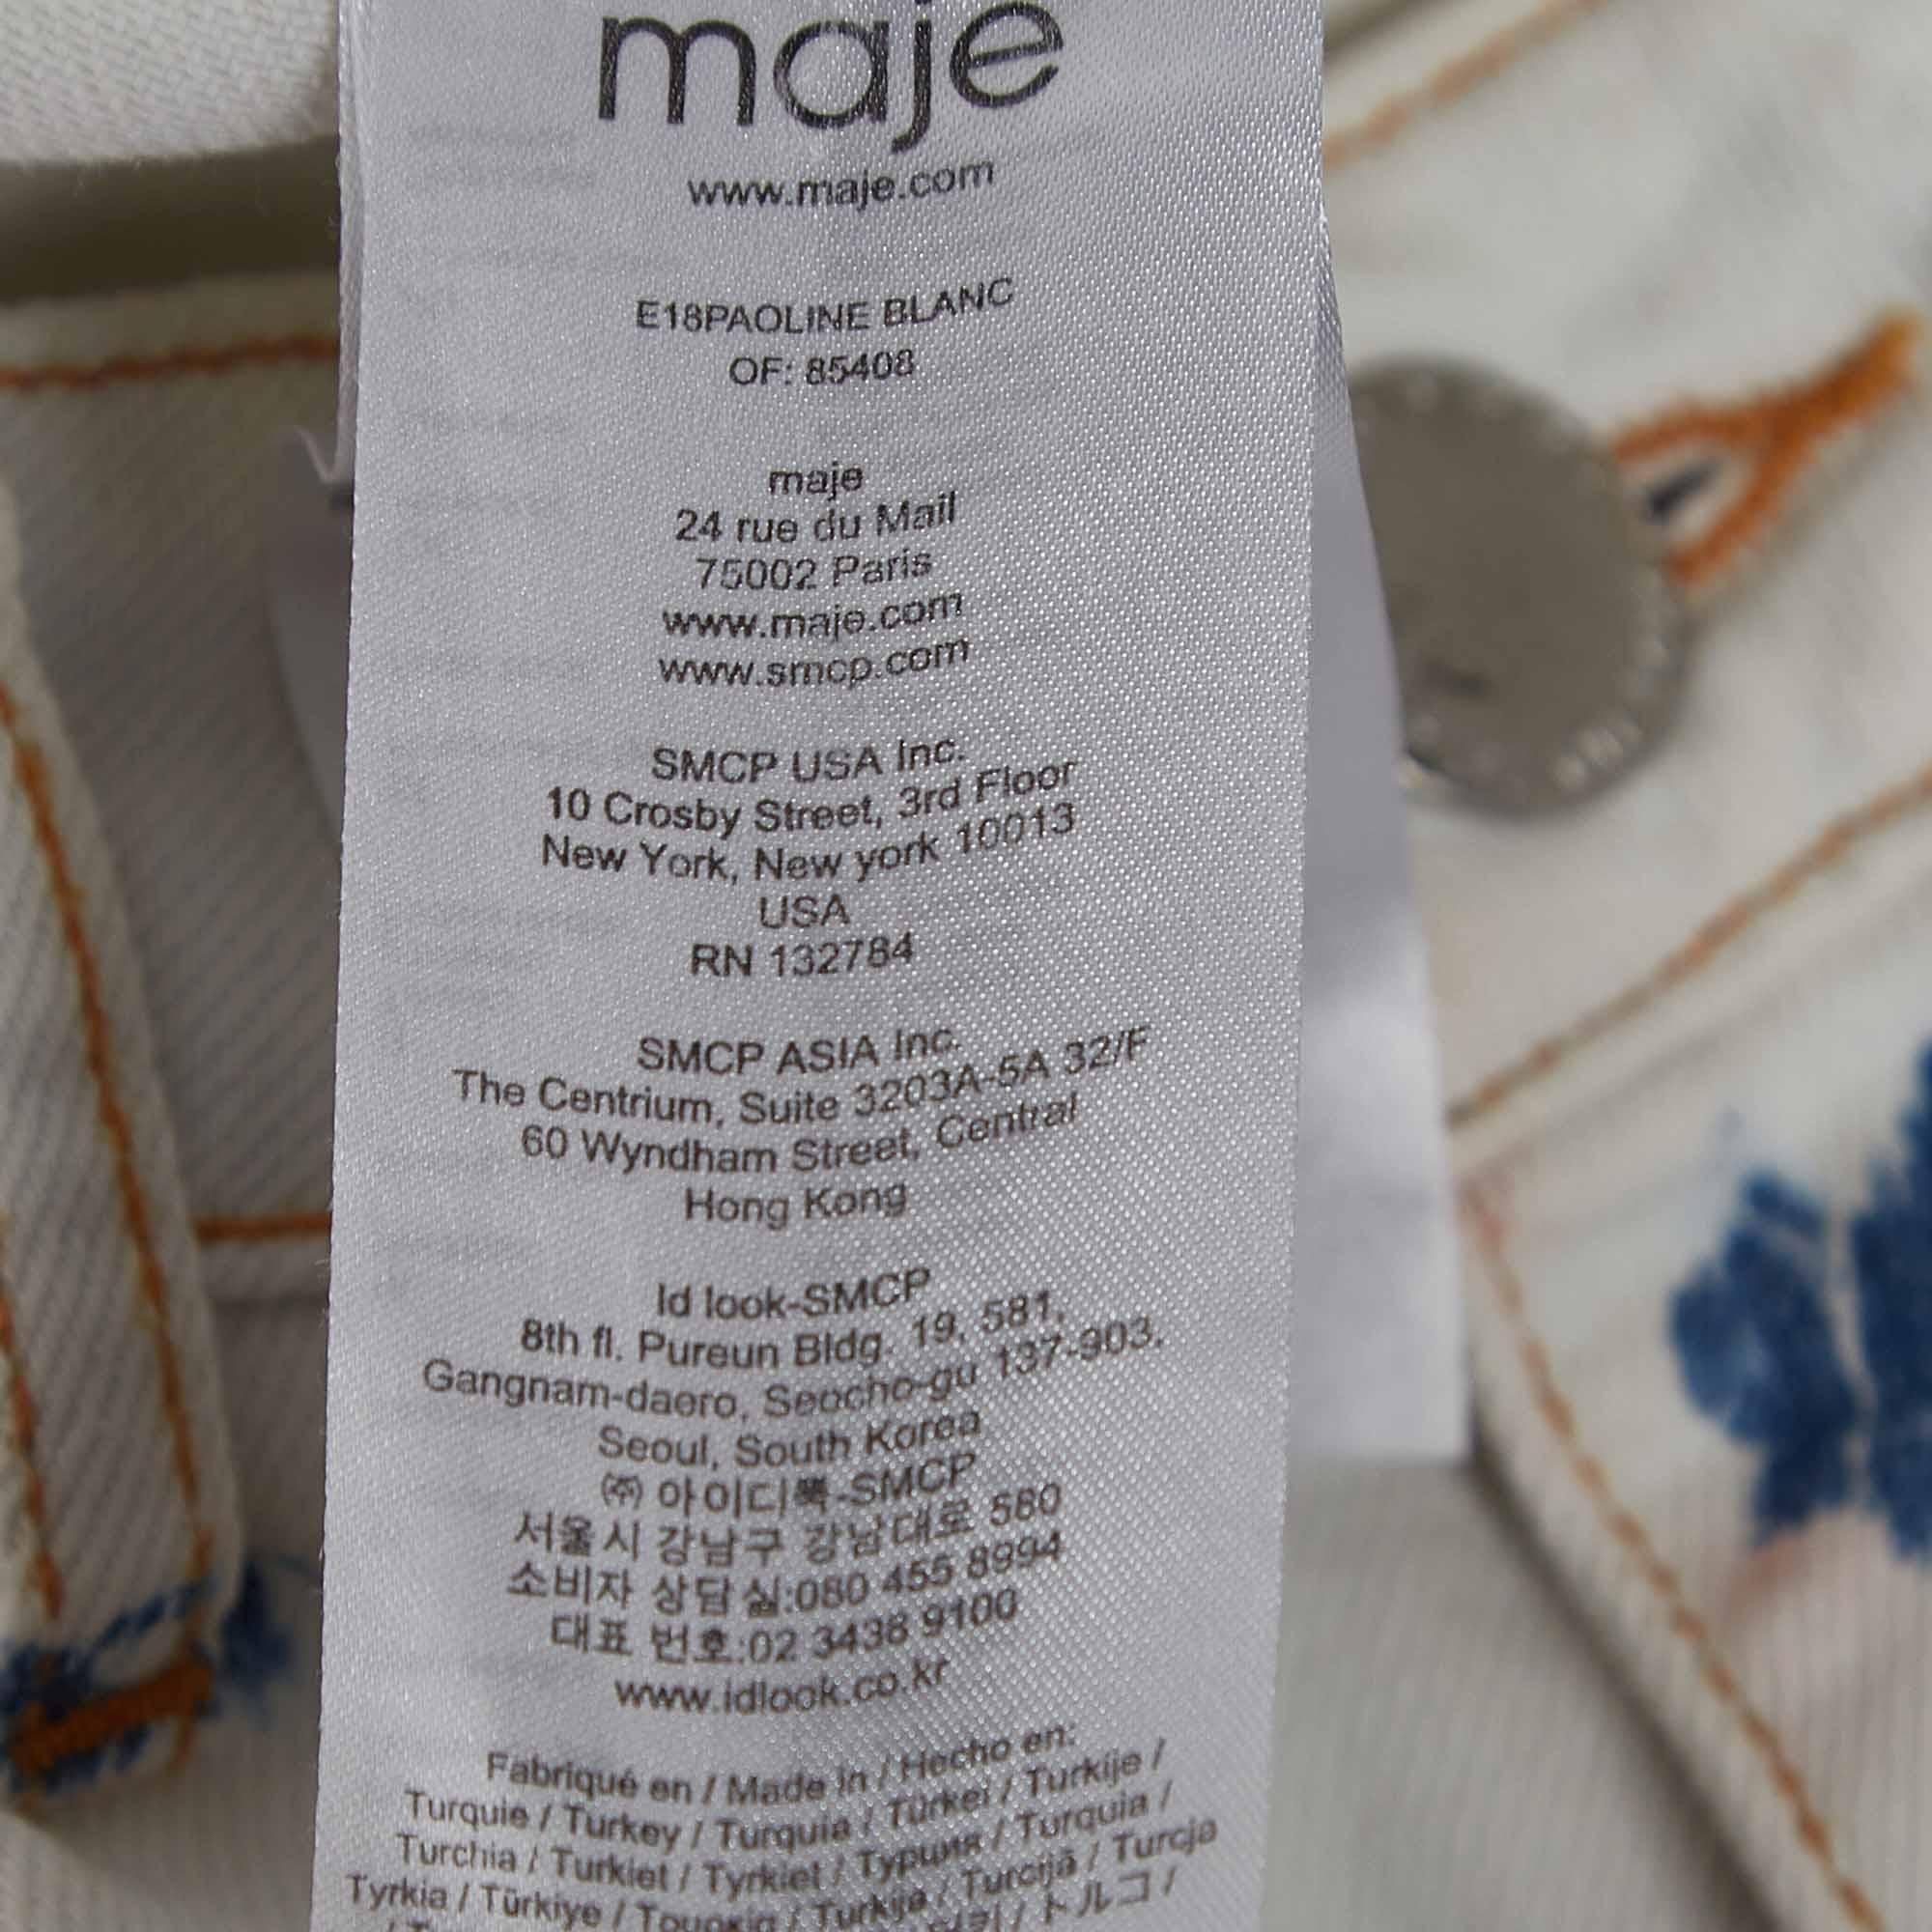 maje
www.maje.com
E18PAOLINE BLANC
OF: 85408
maje
24 rue du Mail
75002 Paris
www.maje.com
www.smcp.com
SMCP USA Inc.
10 Crosby Street, 3rd Floor
New York, New york 10013
USA
RN 132784
SMCP ASIA Inc.
The Centrium, Suite 3203A-5A 32/F
60 Wyndham Street, Central
Hong Kong
Id look-SMCP
8th fl. Pureun Bldg. 19, 581,
Gangnam-daero, Seocho-gu 137-903,
Seoul, South Korea
㈜ 아이디룩-SMCP
서울시 강남구 강남대로 580
소비자 상담실:080 455 8994
대표 번호:02 3438 9100
www.idlook.co.kr
Fabriqué en / Made in / Hecho en:
Turquie / Turkey / Turquia / Türkei / Turkije /
Turchia / Turkiet / Tyrkiet / Турция / Turquia /
Tyrkia / Türkiye / Τουρκία / Turkija / Turcijā / Turcja
/ トルコ /